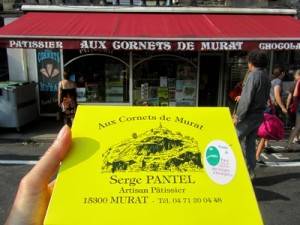 PATISSIER AUX CORNETS DE MURAT CHOCOLA
Aux Cornets de Murat
Serge PANTEL
Artisan Pâtissier
15300 MURAT - Tél. 04 71 20 04 48